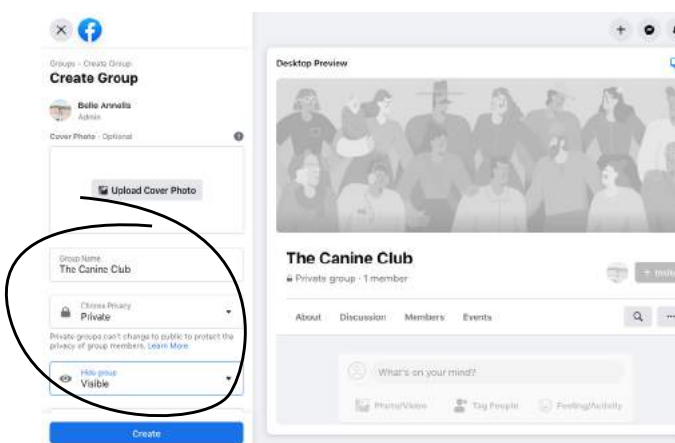 Groups › Create Group
Create Group
Belle Annells
Admin
Cover Photo · Optional
Upload Cover Photo
Group Name
The Canine Club
Choose Privacy
Private
Private groups can't change to public to protect the
privacy of group members. Learn More
Hide group
Visible
Create
Desktop Preview
The Canine Club
Private group · 1 member
+ Invite
About Discussion Members Events
What's on your mind?
Photo/Video Tag People Feeling/Activity